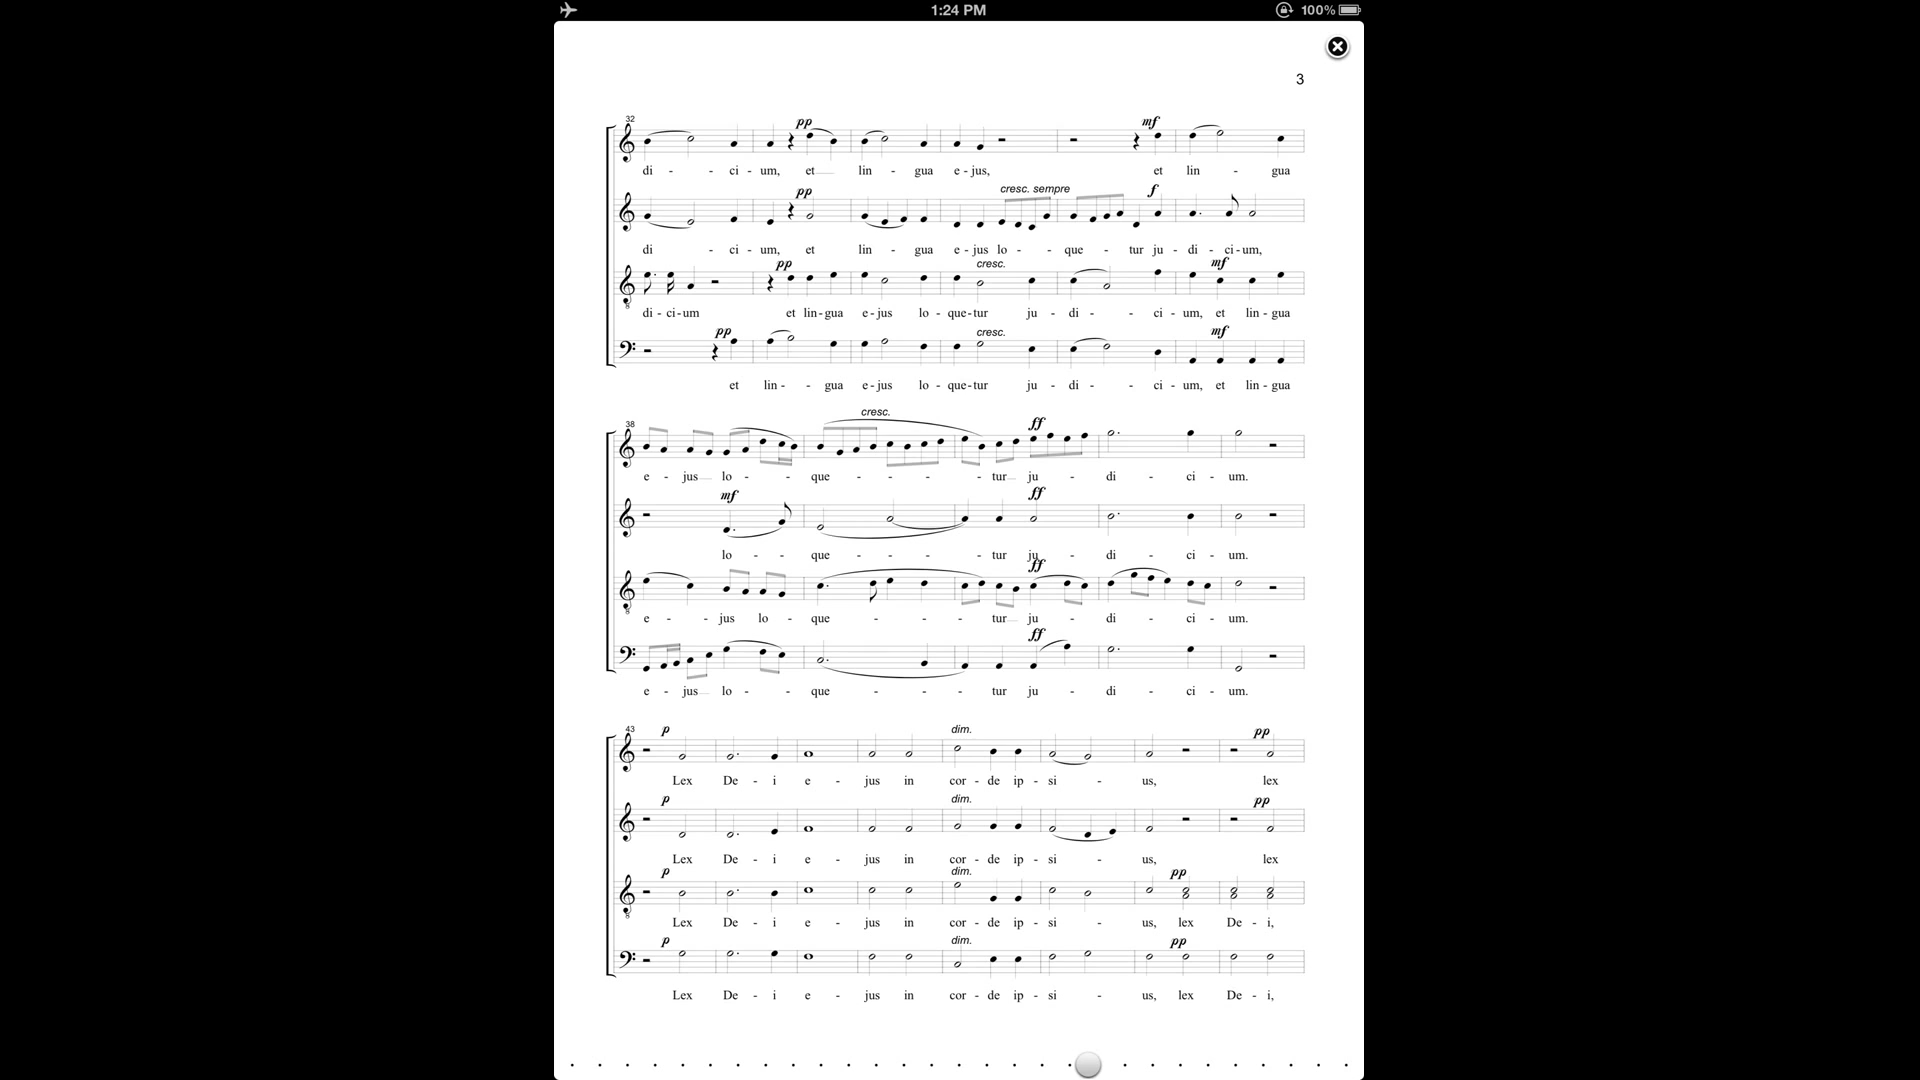 1:24 PM
100%
3
32
pp mf
di - - ci - um, et lin - gua e - jus, et lin - gua
pp cresc. sempre f
di - ci - um, et lin - gua e - jus lo - que - tur ju - di - ci - um,
pp cresc. mf
di - ci - um et lin - gua e - jus lo - que - tur ju - di - - ci - um, et lin - gua
pp cresc. mf
et lin - - gua e - jus lo - que - tur ju - di - - ci - um, et lin - gua
38
cresc. ff
e - jus lo - - que - - - - tur ju - di - ci - um.
mf ff
lo - - que - - - - tur ju - di - ci - um.
ff
e - - jus lo - que - - - tur ju - di - ci - um.
ff
e - jus lo - - que - - - tur ju - di - ci - um.
43
p dim. pp
Lex De - i e - jus in cor - de ip - si - us, lex
p dim. pp
Lex De - i e - jus in cor - de ip - si - us, lex
p dim. pp
Lex De - i e - jus in cor - de ip - si - us, lex De - i,
p dim. pp
Lex De - i e - jus in cor - de ip - si - us, lex De - i,